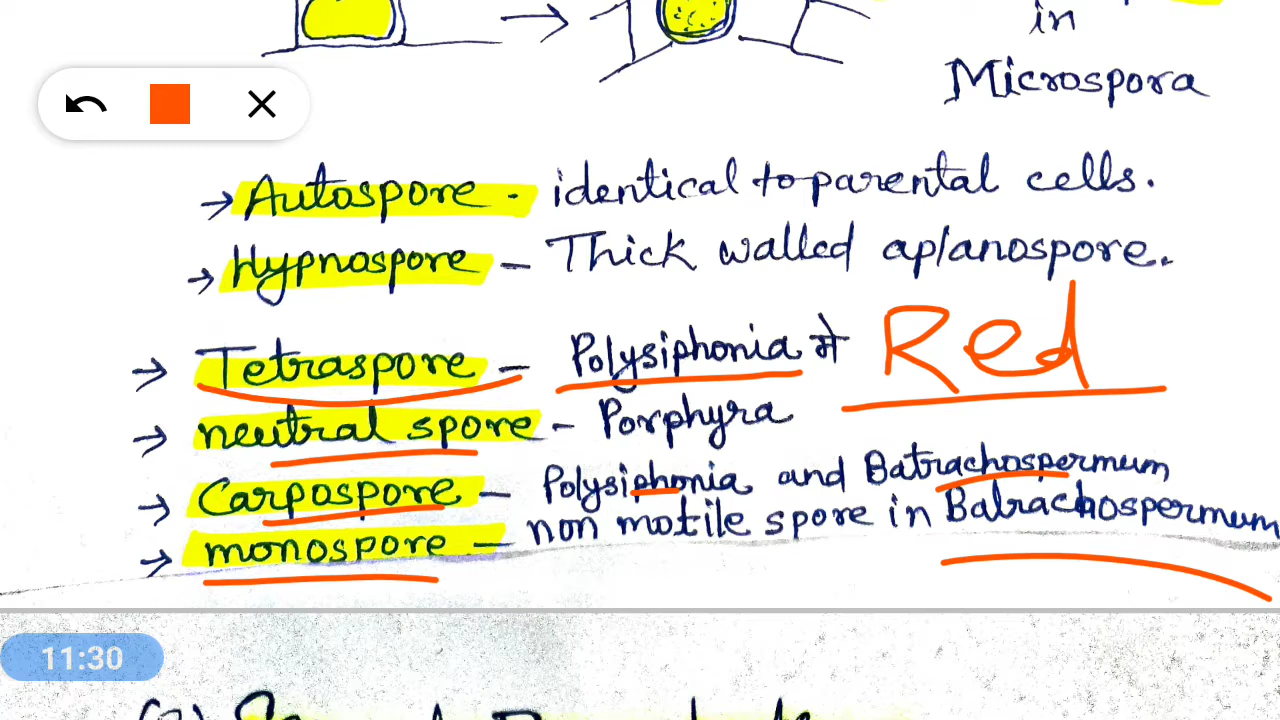 in
Microspora
→ Autospore - identical to parental cells.
→ Hypnospore - Thick walled aplanospore.
→ Tetraspore - Polysiphonia में Red
→ neutral spore - Porphyra
→ Carpospore - Polysiphonia and Batrachospermum,
→ monospore - non motile spore in Batrachospermum
11:30